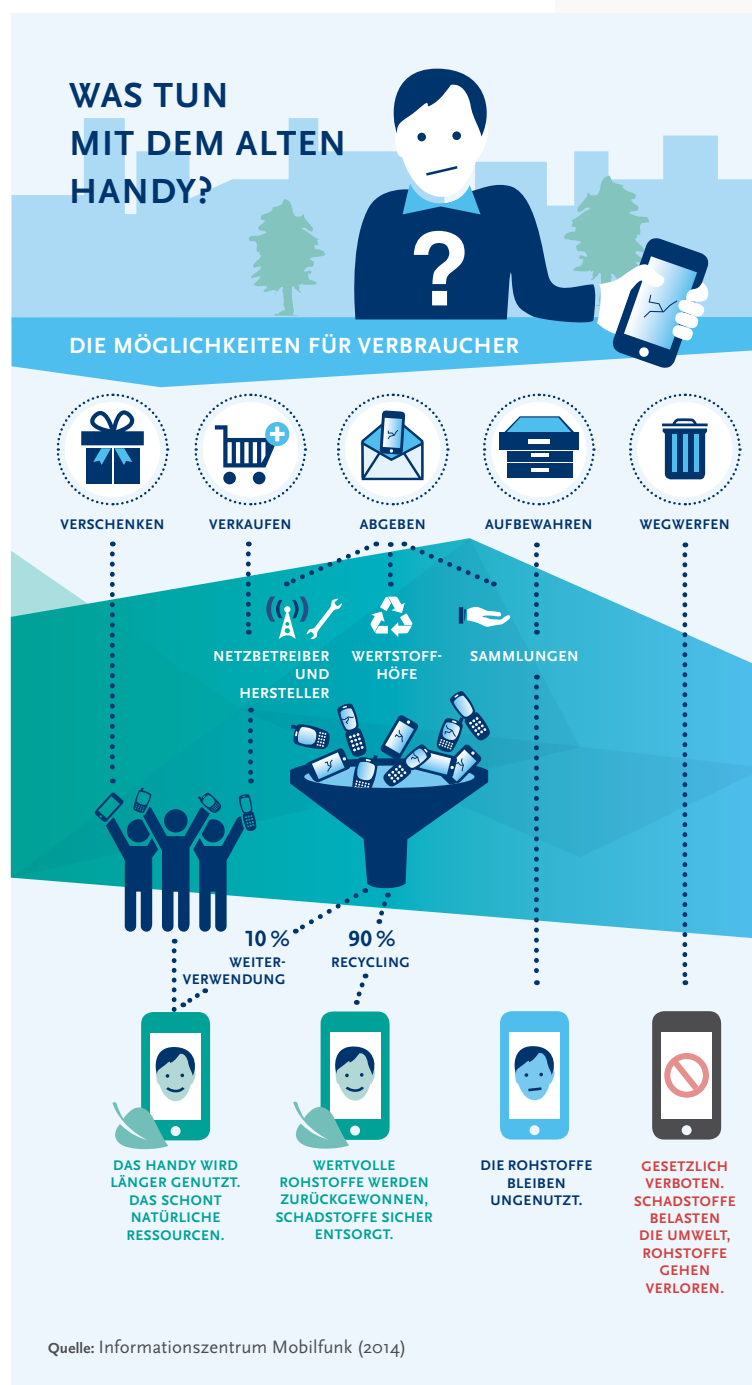 WAS TUN
MIT DEM ALTEN
HANDY?
?
DIE MÖGLICHKEITEN FÜR VERBRAUCHER
VERSCHENKEN
VERKAUFEN
ABGEBEN
AUFBEWAHREN
WEGWERFEN
NETZBETREIBER
UND
HERSTELLER
WERTSTOFF-
HÖFE
SAMMLUNGEN
10 %
WEITER-
VERWENDUNG
90 %
RECYCLING
DAS HANDY WIRD
LÄNGER GENUTZT.
DAS SCHONT
NATÜRLICHE
RESSOURCEN.
WERTVOLLE
ROHSTOFFE WERDEN
ZURÜCKGEWONNEN,
SCHADSTOFFE SICHER
ENTSORGT.
DIE ROHSTOFFE
BLEIBEN
UNGENUTZT.
GESETZLICH
VERBOTEN.
SCHADSTOFFE
BELASTEN
DIE UMWELT,
ROHSTOFFE
GEHEN
VERLOREN.
Quelle: Informationszentrum Mobilfunk (2014)